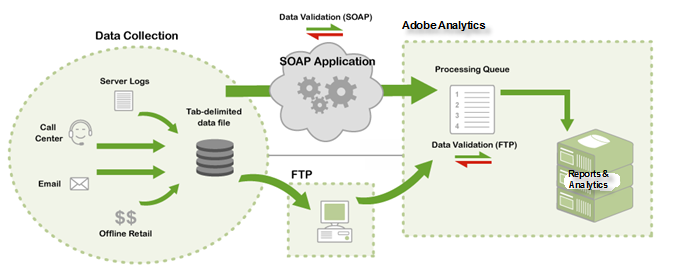 Data Validation (SOAP)
Adobe Analytics
Data Collection
SOAP Application
Server Logs
Processing Queue
Tab-delimited
data file
1
2
3
4
Call
Center
Data Validation (FTP)
Email
FTP
Reports &
Analytics
$$
Offline Retail